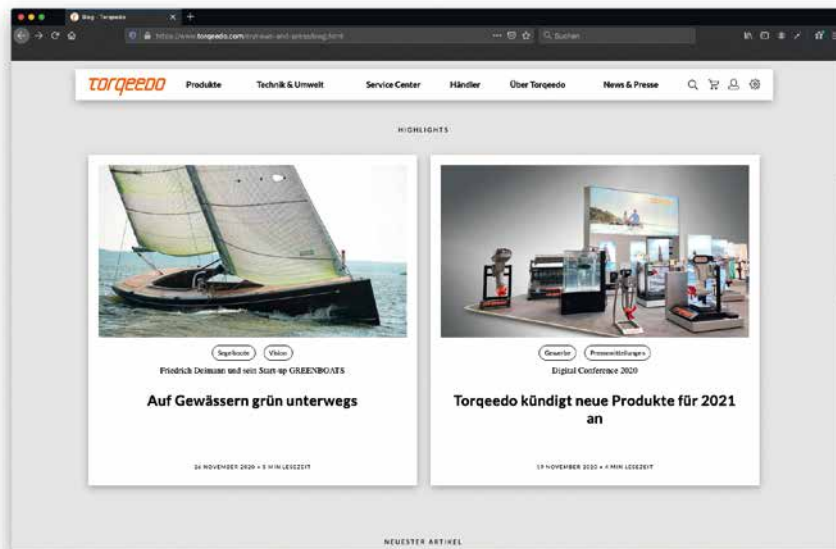 Blog - Torqeedo
Suchen
TORQEEDO
Produkte
Technik & Umwelt
Service Center
Händler
Über Torqeedo
News & Presse
HIGHLIGHTS
Segelboote
Vision
Friedrich Deimann und sein Start-up GREENBOATS
Auf Gewässern grün unterwegs
26 NOVEMBER 2020 • 5 MIN LESEZEIT
Gewerbe
Pressemitteilungen
Digital Conference 2020
Torqeedo kündigt neue Produkte für 2021
an
19 NOVEMBER 2020 • 4 MIN LESEZEIT
NEUESTER ARTIKEL